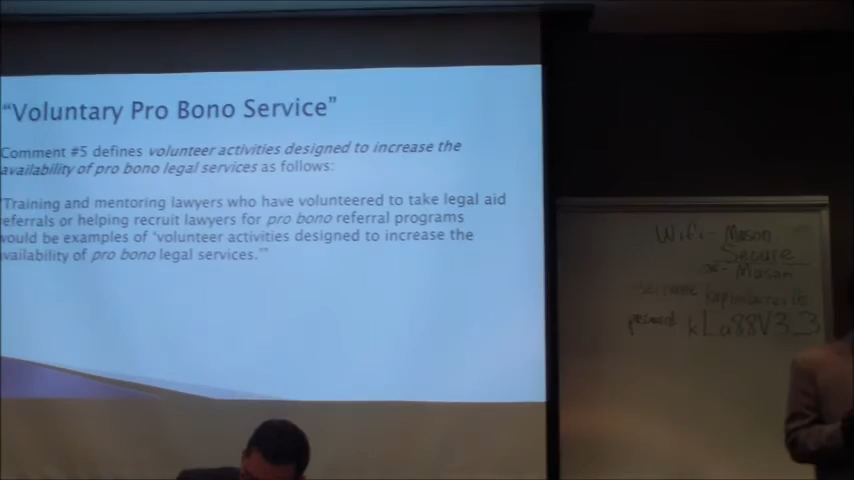 “Voluntary Pro Bono Service”
Comment #5 defines volunteer activities designed to increase the
availability of pro bono legal services as follows:
“Training and mentoring lawyers who have volunteered to take legal aid
referrals or helping recruit lawyers for pro bono referral programs
would be examples of ‘volunteer activities designed to increase the
availability of pro bono legal services.’”
Wifi - Mason
Secure
or - Mason